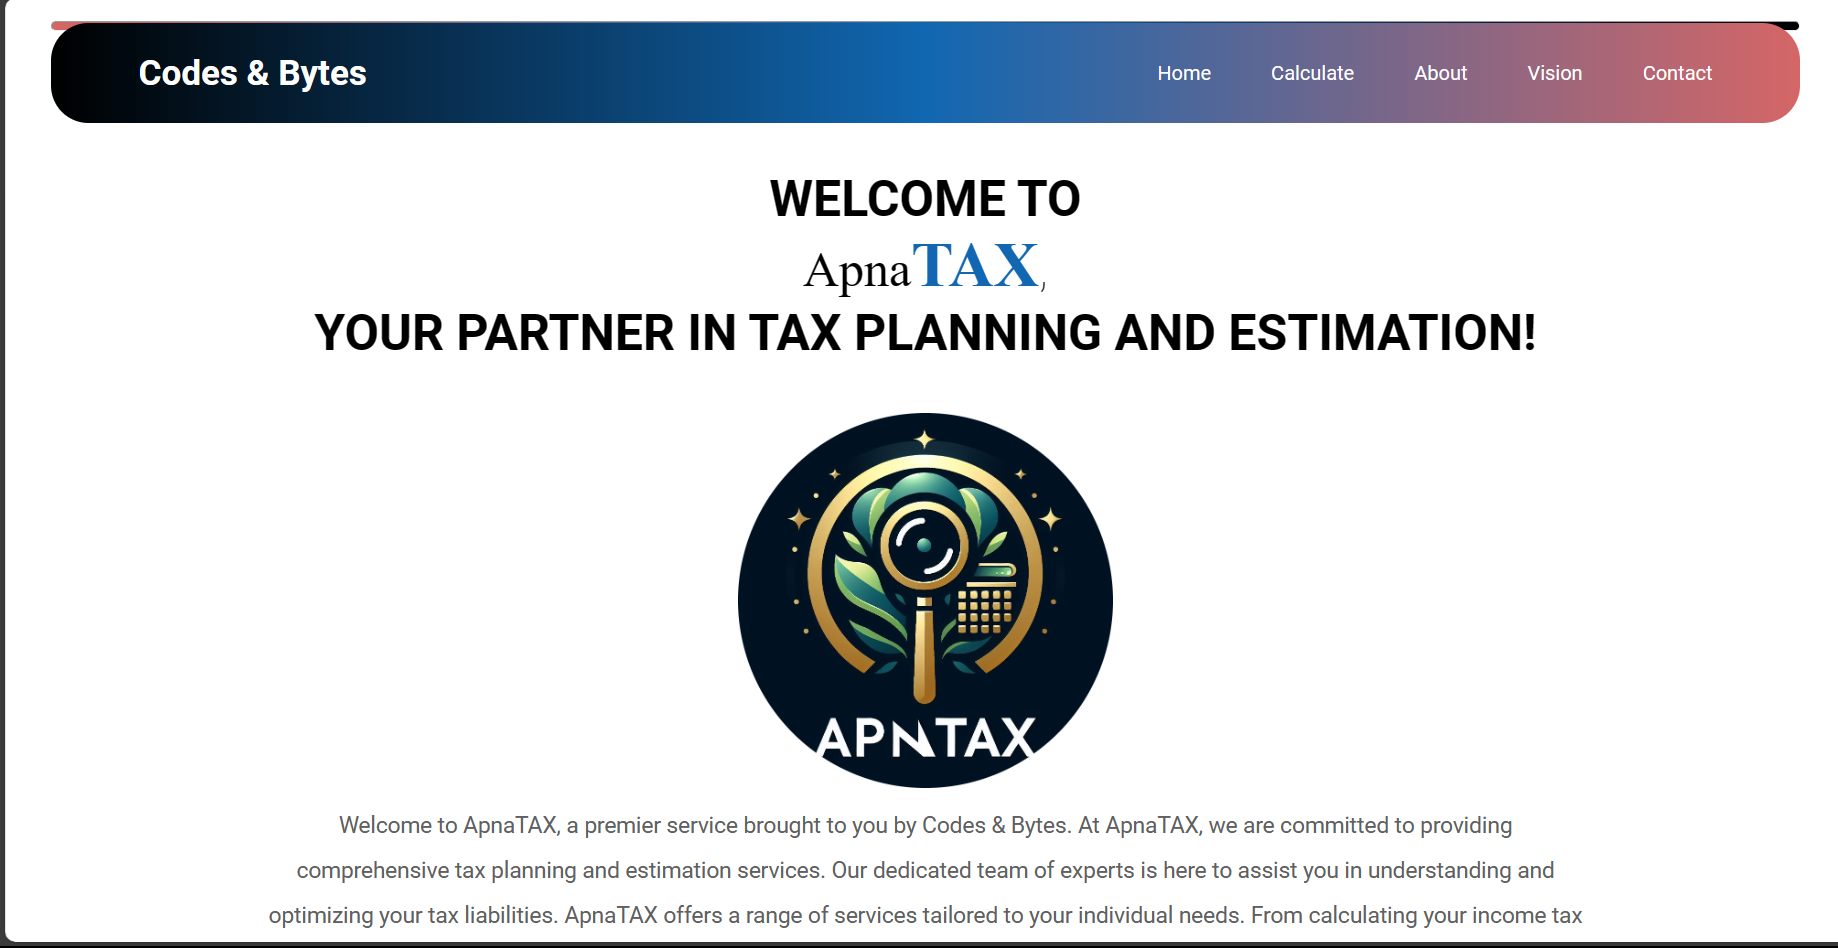 Codes & Bytes
Home Calculate About Vision Contact
WELCOME TO
ApnaTAX,
YOUR PARTNER IN TAX PLANNING AND ESTIMATION!
APNTAX
Welcome to ApnaTAX, a premier service brought to you by Codes & Bytes. At ApnaTAX, we are committed to providing
comprehensive tax planning and estimation services. Our dedicated team of experts is here to assist you in understanding and
optimizing your tax liabilities. ApnaTAX offers a range of services tailored to your individual needs. From calculating your income tax